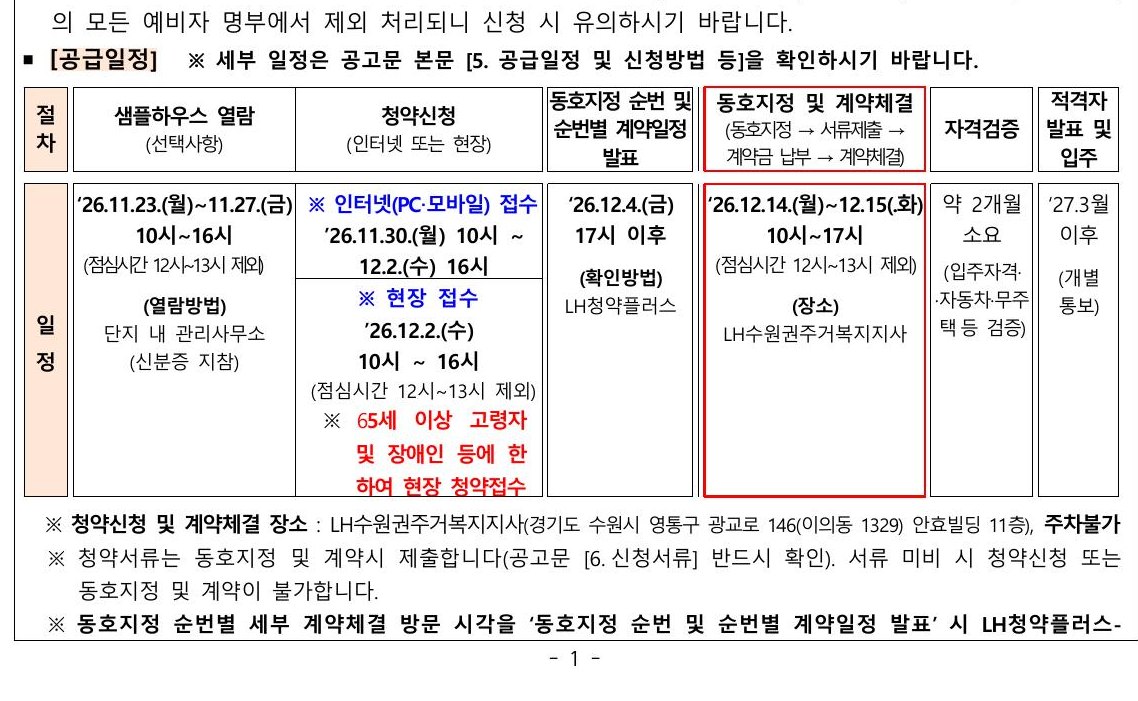 의 모든 예비자 명부에서 제외 처리되니 신청 시 유의하시기 바랍니다.
▪ [공급일정] ※ 세부 일정은 공고문 본문 [5. 공급일정 및 신청방법 등]을 확인하시기 바랍니다.
절
차
샘플하우스 열람
(선택사항)
청약신청
(인터넷 또는 현장)
동호지정 순번 및
순번별 계약일정
발표
동호지정 및 계약체결
(동호지정 → 서류제출 →
계약금 납부 → 계약체결)
자격검증
적격자
발표 및
입주
일
정
'26.11.23.(월)~11.27.(금)
10시~16시
(점심시간 12시~13시 제외)
(열람방법)
단지 내 관리사무소
(신분증 지참)
※ 인터넷(PC·모바일) 접수
'26.11.30.(월) 10시 ~
12.2.(수) 16시
※ 현장 접수
'26.12.2.(수)
10시 ~ 16시
(점심시간 12시~13시 제외)
※ 65세 이상 고령자
및 장애인 등에 한
하여 현장 청약접수
'26.12.4.(금)
17시 이후
(확인방법)
LH청약플러스
'26.12.14.(월)~12.15(.화)
10시~17시
(점심시간 12시~13시 제외)
(장소)
LH수원권주거복지지사
약 2개월
소요
(입주자격·
·자동차·무주
택 등 검증)
'27.3월
이후
(개별
통보)
※ 청약신청 및 계약체결 장소 : LH수원권주거복지지사(경기도 수원시 영통구 광교로 146(이의동 1329) 안효빌딩 11층), 주차불가
※ 청약서류는 동호지정 및 계약시 제출합니다(공고문 [6. 신청서류] 반드시 확인). 서류 미비 시 청약신청 또는
동호지정 및 계약이 불가합니다.
※ 동호지정 순번별 세부 계약체결 방문 시각을 '동호지정 순번 및 순번별 계약일정 발표' 시 LH청약플러스-
- 1 -